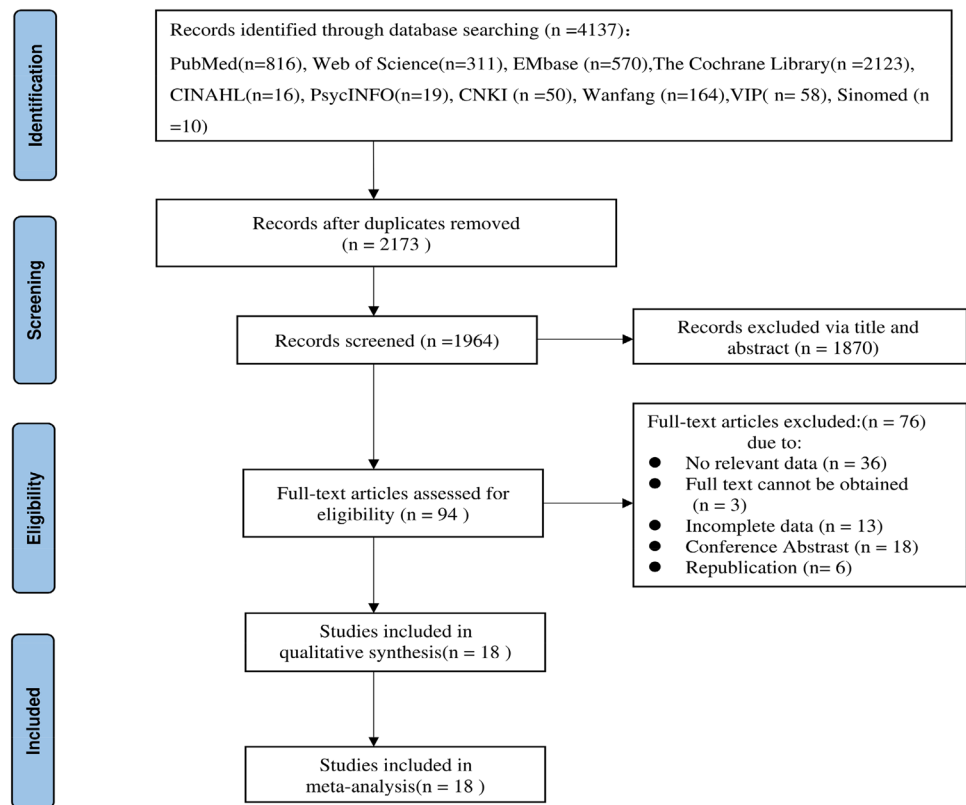 Identification
Records identified through database searching (n =4137)：
PubMed(n=816), Web of Science(n=311), EMbase (n=570),The Cochrane Library(n =2123),
CINAHL(n=16), PsycINFO(n=19), CNKI (n =50), Wanfang (n=164),VIP( n= 58), Sinomed (n
=10)
Screening
Records after duplicates removed
(n = 2173 )
Records screened (n =1964)
Records excluded via title and
abstract (n = 1870)
Eligibility
Full-text articles assessed for
eligibility (n = 94 )
Full-text articles excluded:(n = 76)
due to:
● No relevant data (n = 36)
● Full text cannot be obtained
(n = 3)
● Incomplete data (n = 13)
● Conference Abstrast (n = 18)
● Republication (n= 6)
Included
Studies included in
qualitative synthesis(n = 18 )
Studies included in
meta-analysis(n = 18 )